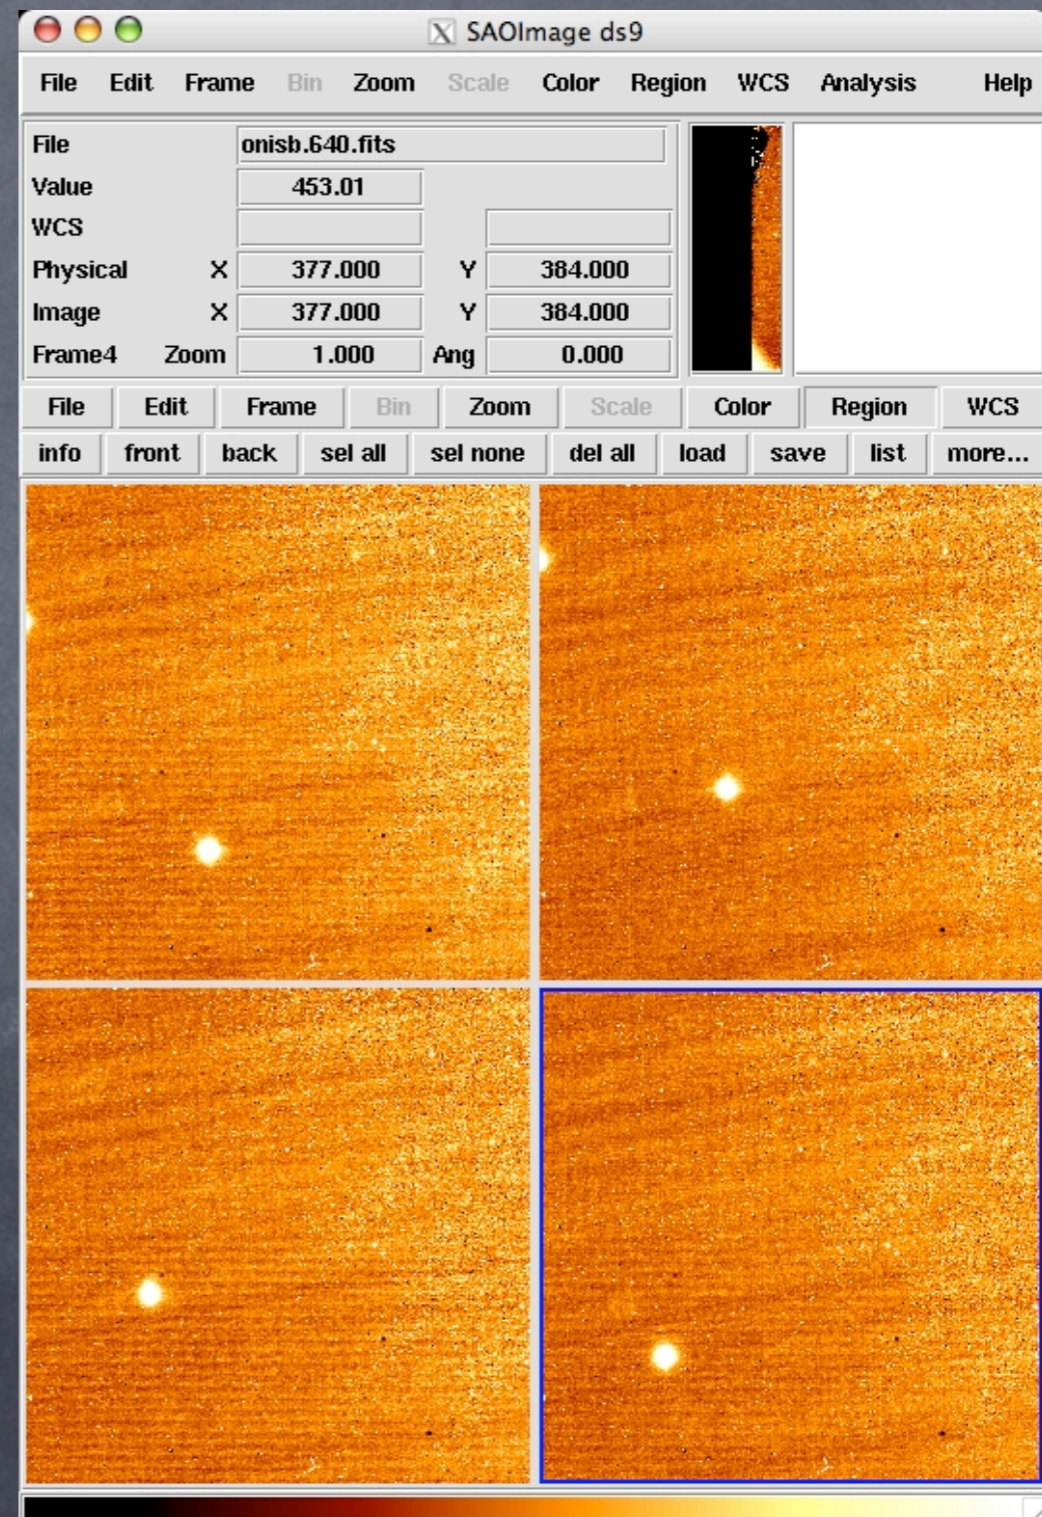 X SAOImage ds9
File Edit Frame Bin Zoom Scale Color Region WCS Analysis Help
File onisb.640.fits
Value 453.01
WCS
Physical X 377.000 Y 384.000
Image X 377.000 Y 384.000
Frame4 Zoom 1.000 Ang 0.000
File Edit Frame Bin Zoom Scale Color Region WCS
info front back sel all sel none del all load save list more...